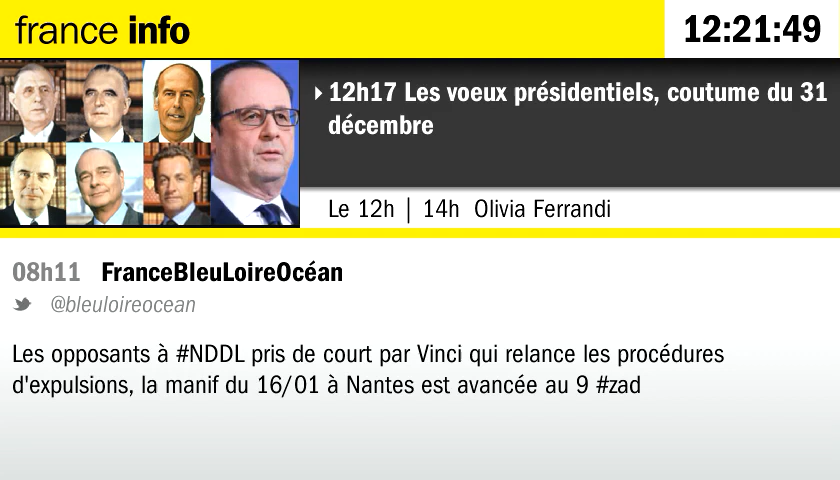 france info
12:21:49
12h17 Les voeux présidentiels, coutume du 31
décembre
Le 12h | 14h Olivia Ferrandi
08h11 FranceBleuLoireOcéan
@bleuloireocean
Les opposants à #NDDL pris de court par Vinci qui relance les procédures
d'expulsions, la manif du 16/01 à Nantes est avancée au 9 #zad